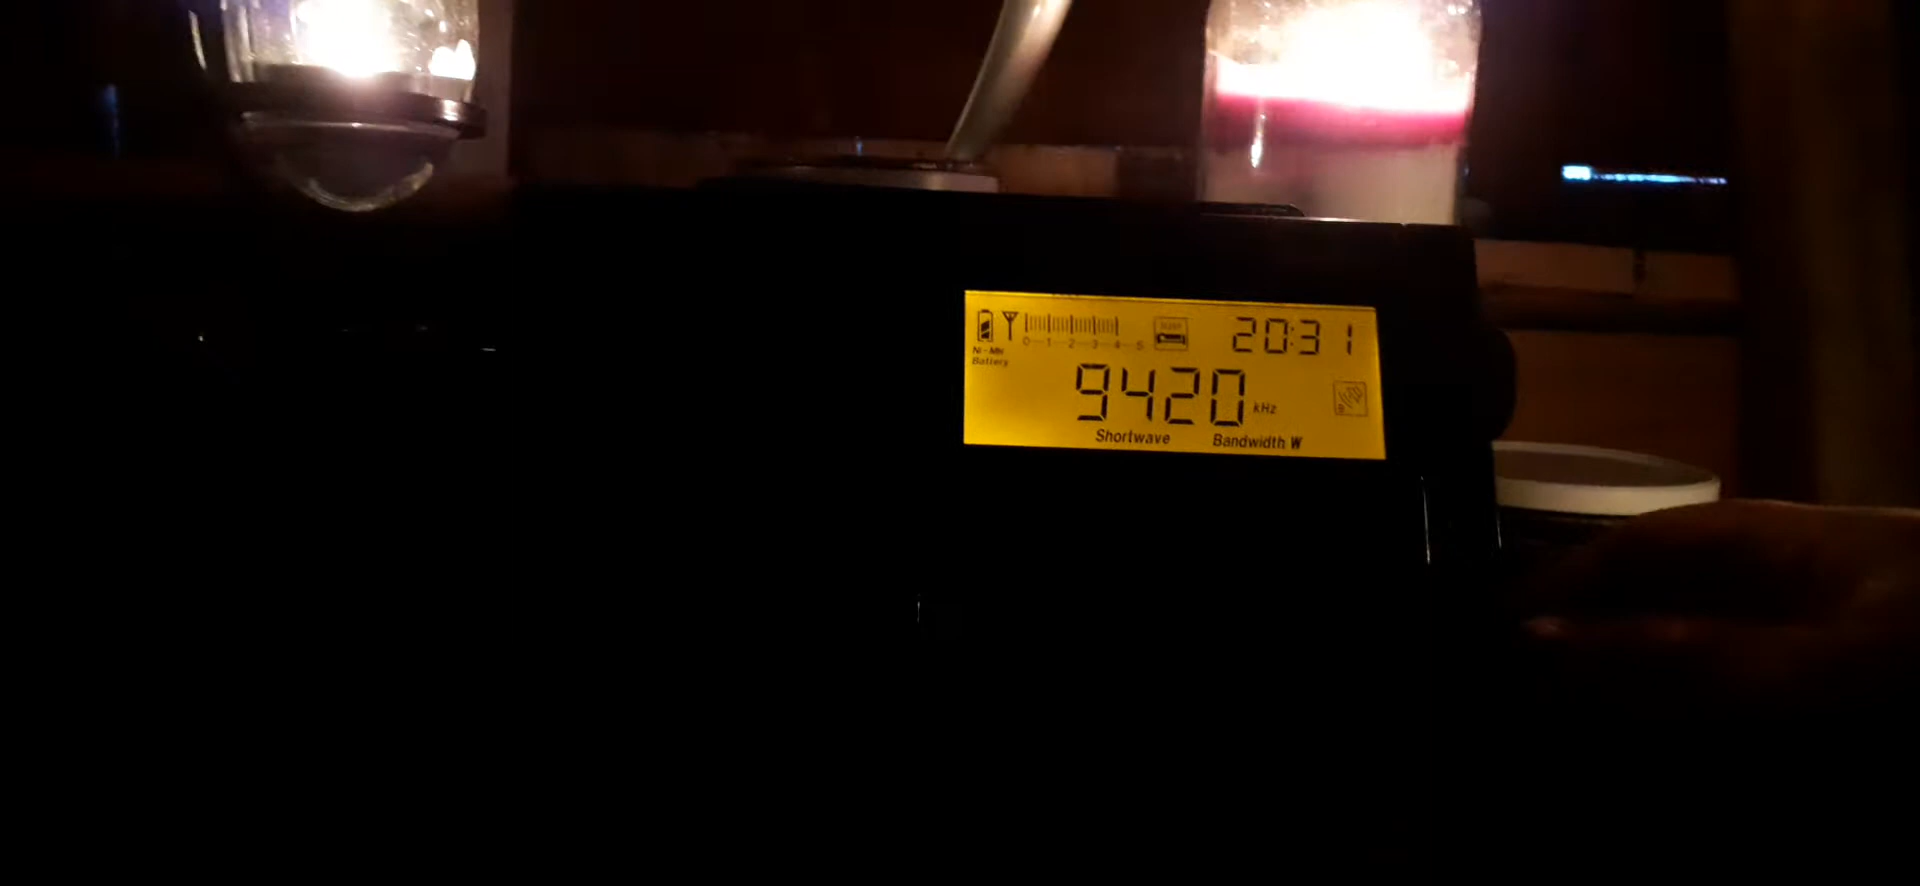 20:31
0-1-2-3-4-5
Ni-MH
Battery
9420 kHz
Shortwave Bandwidth W